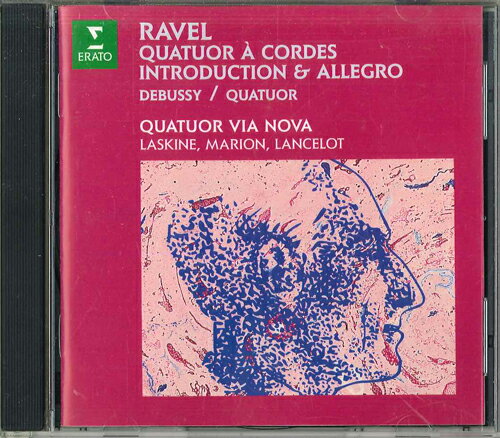 ERATO
RAVEL
QUATUOR À CORDES
INTRODUCTION & ALLEGRO
DEBUSSY / QUATUOR
QUATUOR VIA NOVA
LASKINE, MARION, LANCELOT